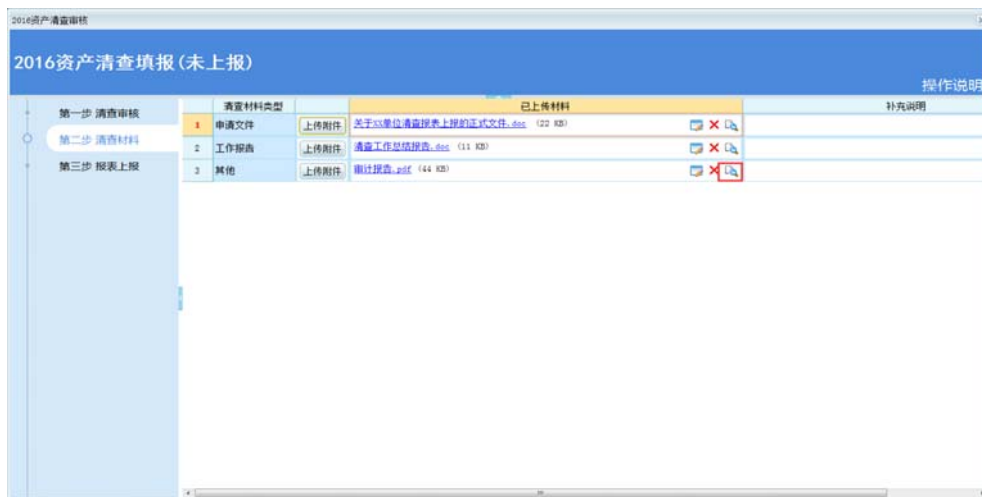 2016资产清查审核
2016资产清查填报(未上报)
操作说明
第一步 清查审核
第二步 清查材料
第三步 报表上报
清查材料类型 已上传材料 补充说明
1 申请文件 上传附件 关于XX单位清查报表上报的正式文件.doc (22 KB)
2 工作报告 上传附件 清查工作总结报告.doc (11 KB)
3 其他 上传附件 审计报告.pdf (44 KB)